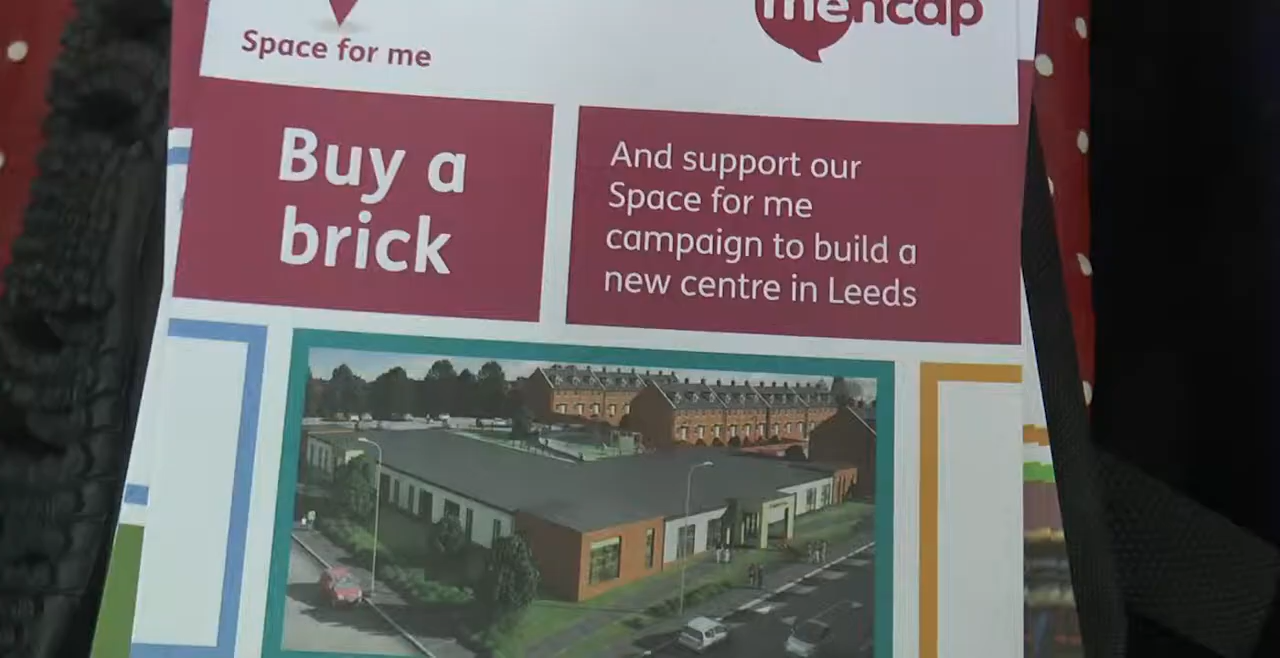 Space for me
mencap
Buy a
brick
And support our
Space for me
campaign to build a
new centre in Leeds